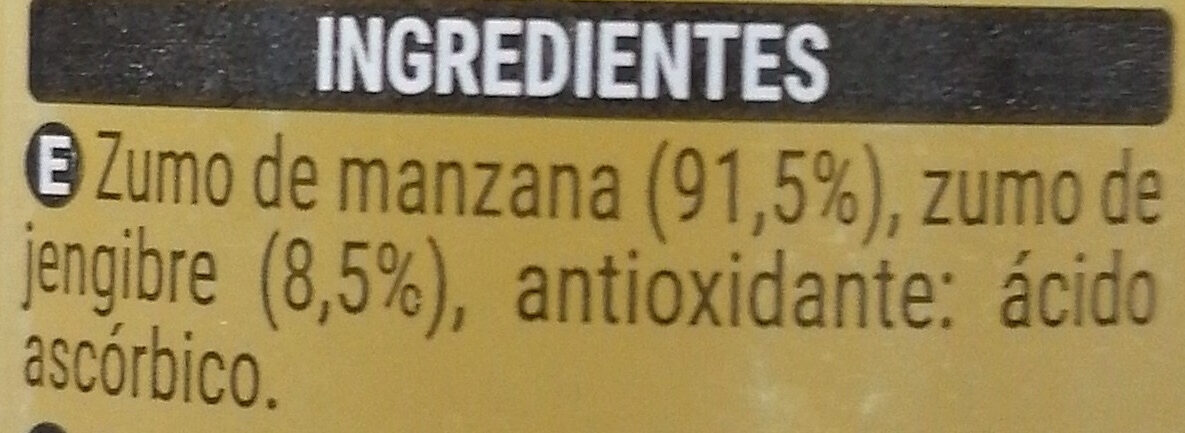 INGREDIENTES
E Zumo de manzana (91,5%), zumo de
jengibre (8,5%), antioxidante: ácido
ascórbico.